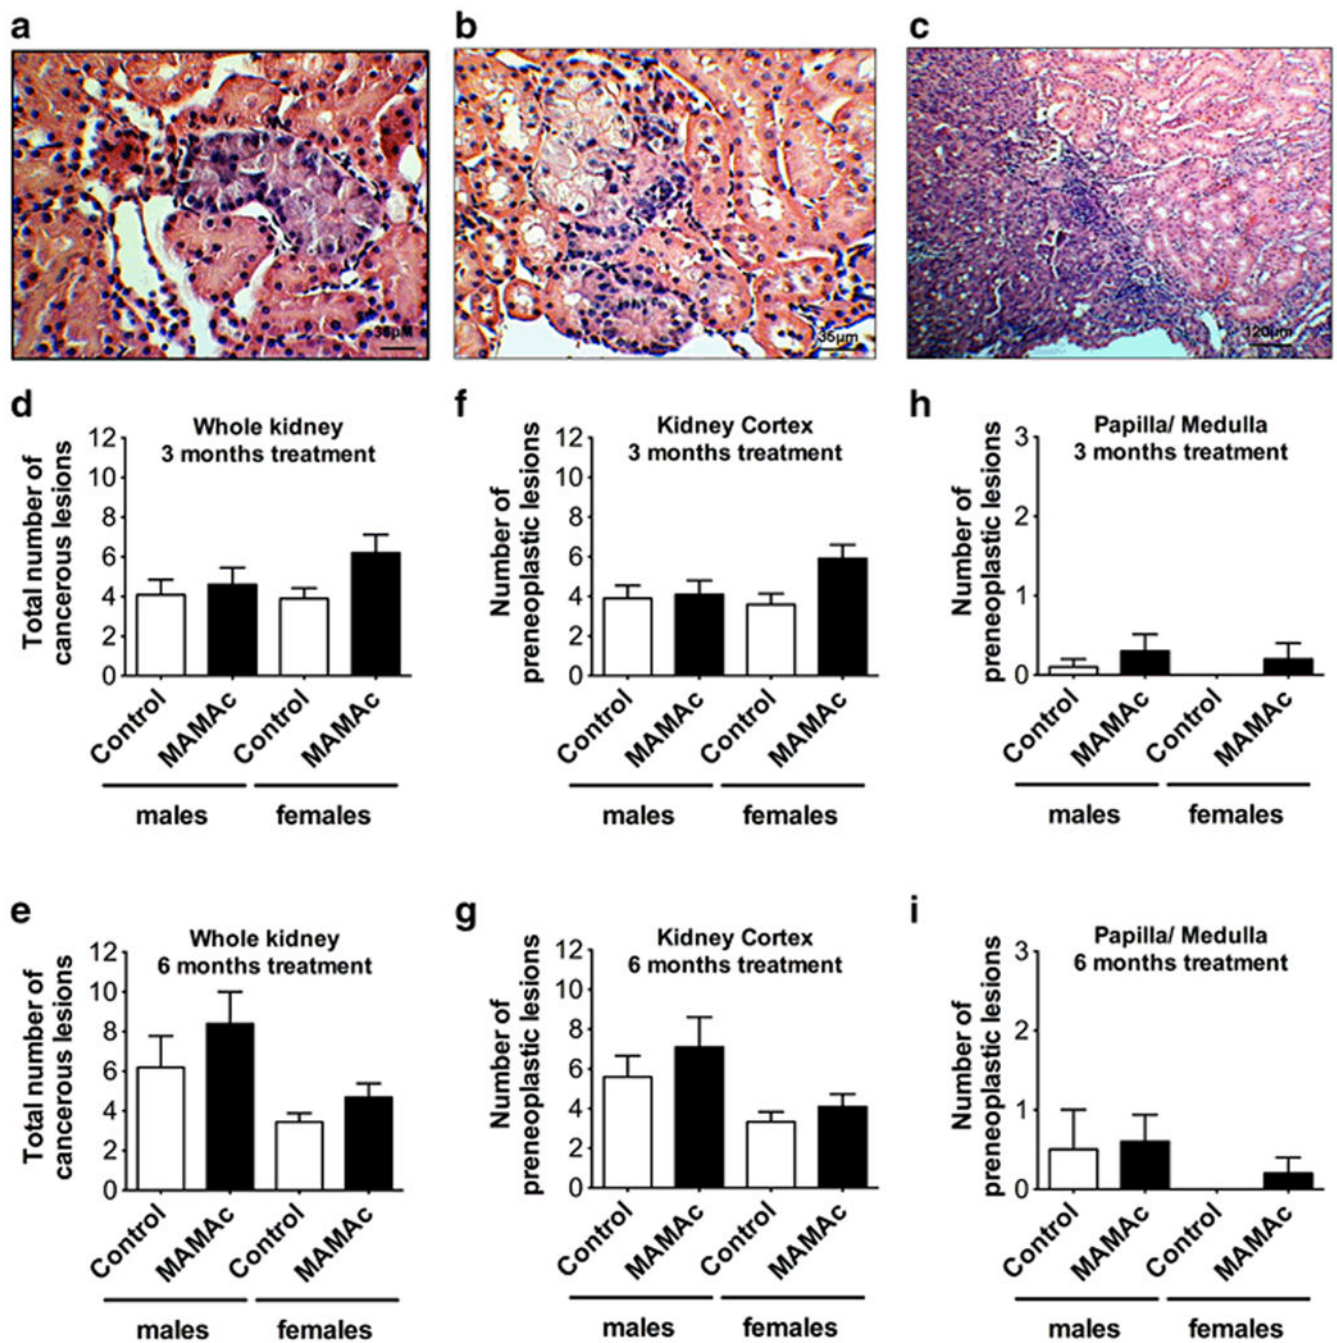 a
b
c
35µM
35µm
120µm
d
Whole kidney
3 months treatment
Total number of
cancerous lesions
12
10
8
6
4
2
0
Control
MAMAc
Control
MAMAc
males
females
f
Kidney Cortex
3 months treatment
Number of
preneoplastic lesions
12
10
8
6
4
2
0
Control
MAMAc
Control
MAMAc
males
females
h
Papilla/ Medulla
3 months treatment
Number of
preneoplastic lesions
3
2
1
0
Control
MAMAc
Control
MAMAc
males
females
e
Whole kidney
6 months treatment
Total number of
cancerous lesions
12
10
8
6
4
2
0
Control
MAMAc
Control
MAMAc
males
females
g
Kidney Cortex
6 months treatment
Number of
preneoplastic lesions
12
10
8
6
4
2
0
Control
MAMAc
Control
MAMAc
males
females
i
Papilla/ Medulla
6 months treatment
Number of
preneoplastic lesions
3
2
1
0
Control
MAMAc
Control
MAMAc
males
females